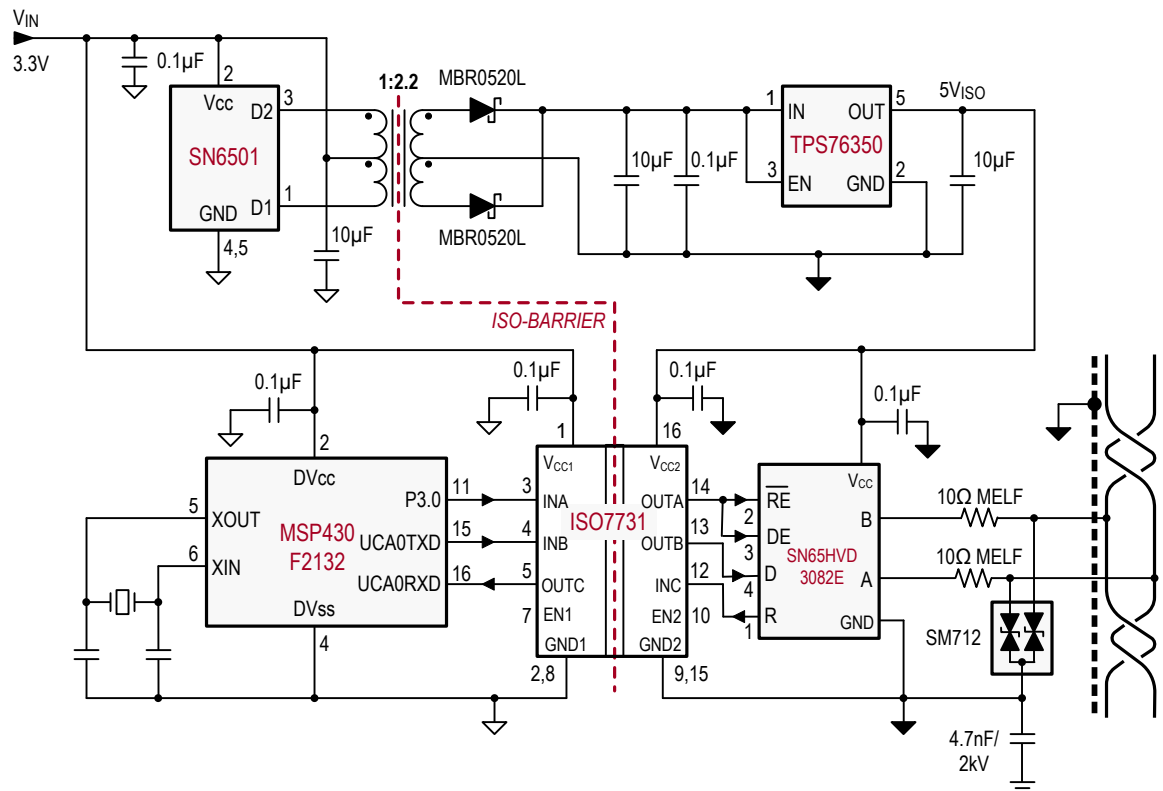 VIN
3.3V
0.1µF
2
Vcc
D2
3
SN6501
D1
1
GND
4,5
10µF
1:2.2
MBR0520L
MBR0520L
10µF
0.1µF
1
IN
OUT
5
TPS76350
3
EN
GND
2
5VISO
10µF
ISO-BARRIER
0.1µF
2
DVcc
5
XOUT
6
XIN
MSP430
F2132
P3.0
11
UCA0TXD
15
UCA0RXD
16
DVss
4
0.1µF
1
VCC1
3
INA
4
INB
5
OUTC
7
EN1
GND1
2,8
ISO7731
0.1µF
16
VCC2
OUTA
14
OUTB
13
INC
12
EN2
10
GND2
9,15
0.1µF
VCC
RE
2
DE
3
D
4
R
1
SN65HVD
3082E
B
A
GND
10Ω MELF
10Ω MELF
SM712
4.7nF/
2kV